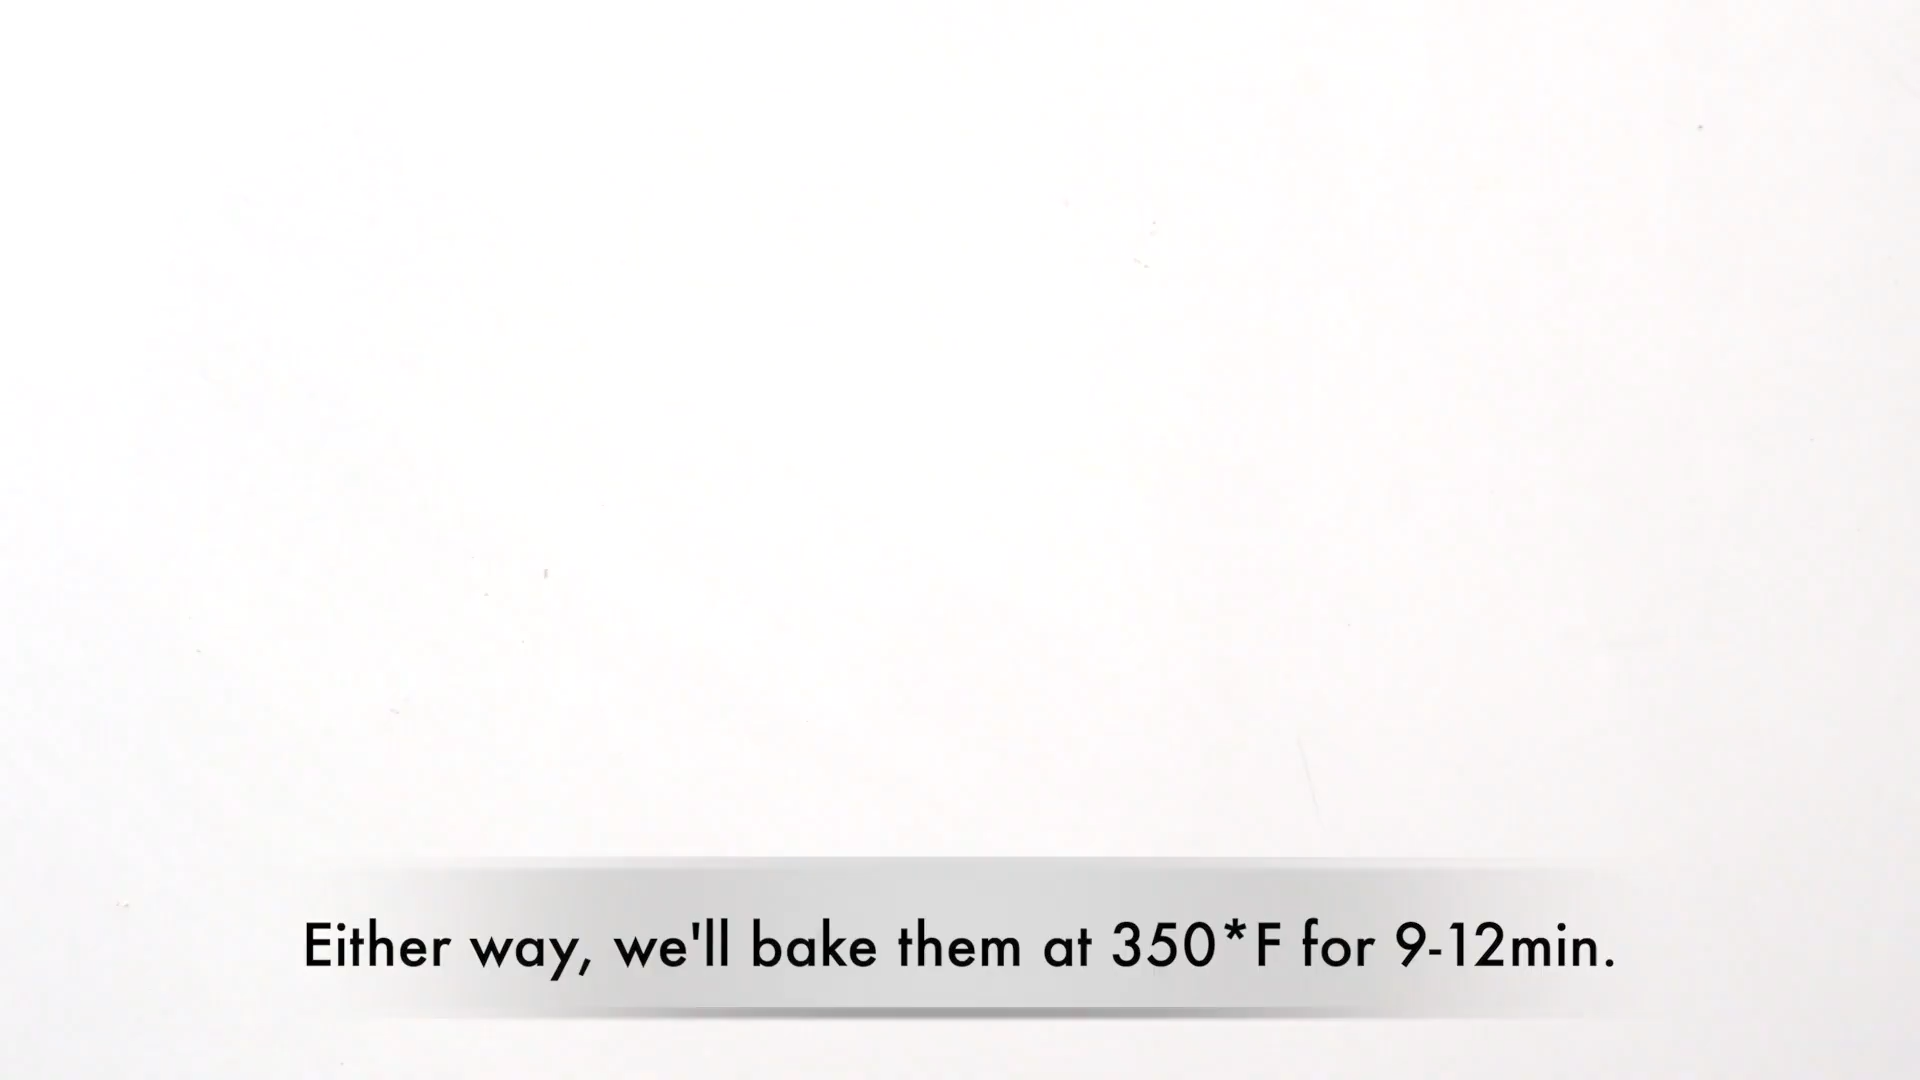 Either way, we'll bake them at 350*F for 9-12min.